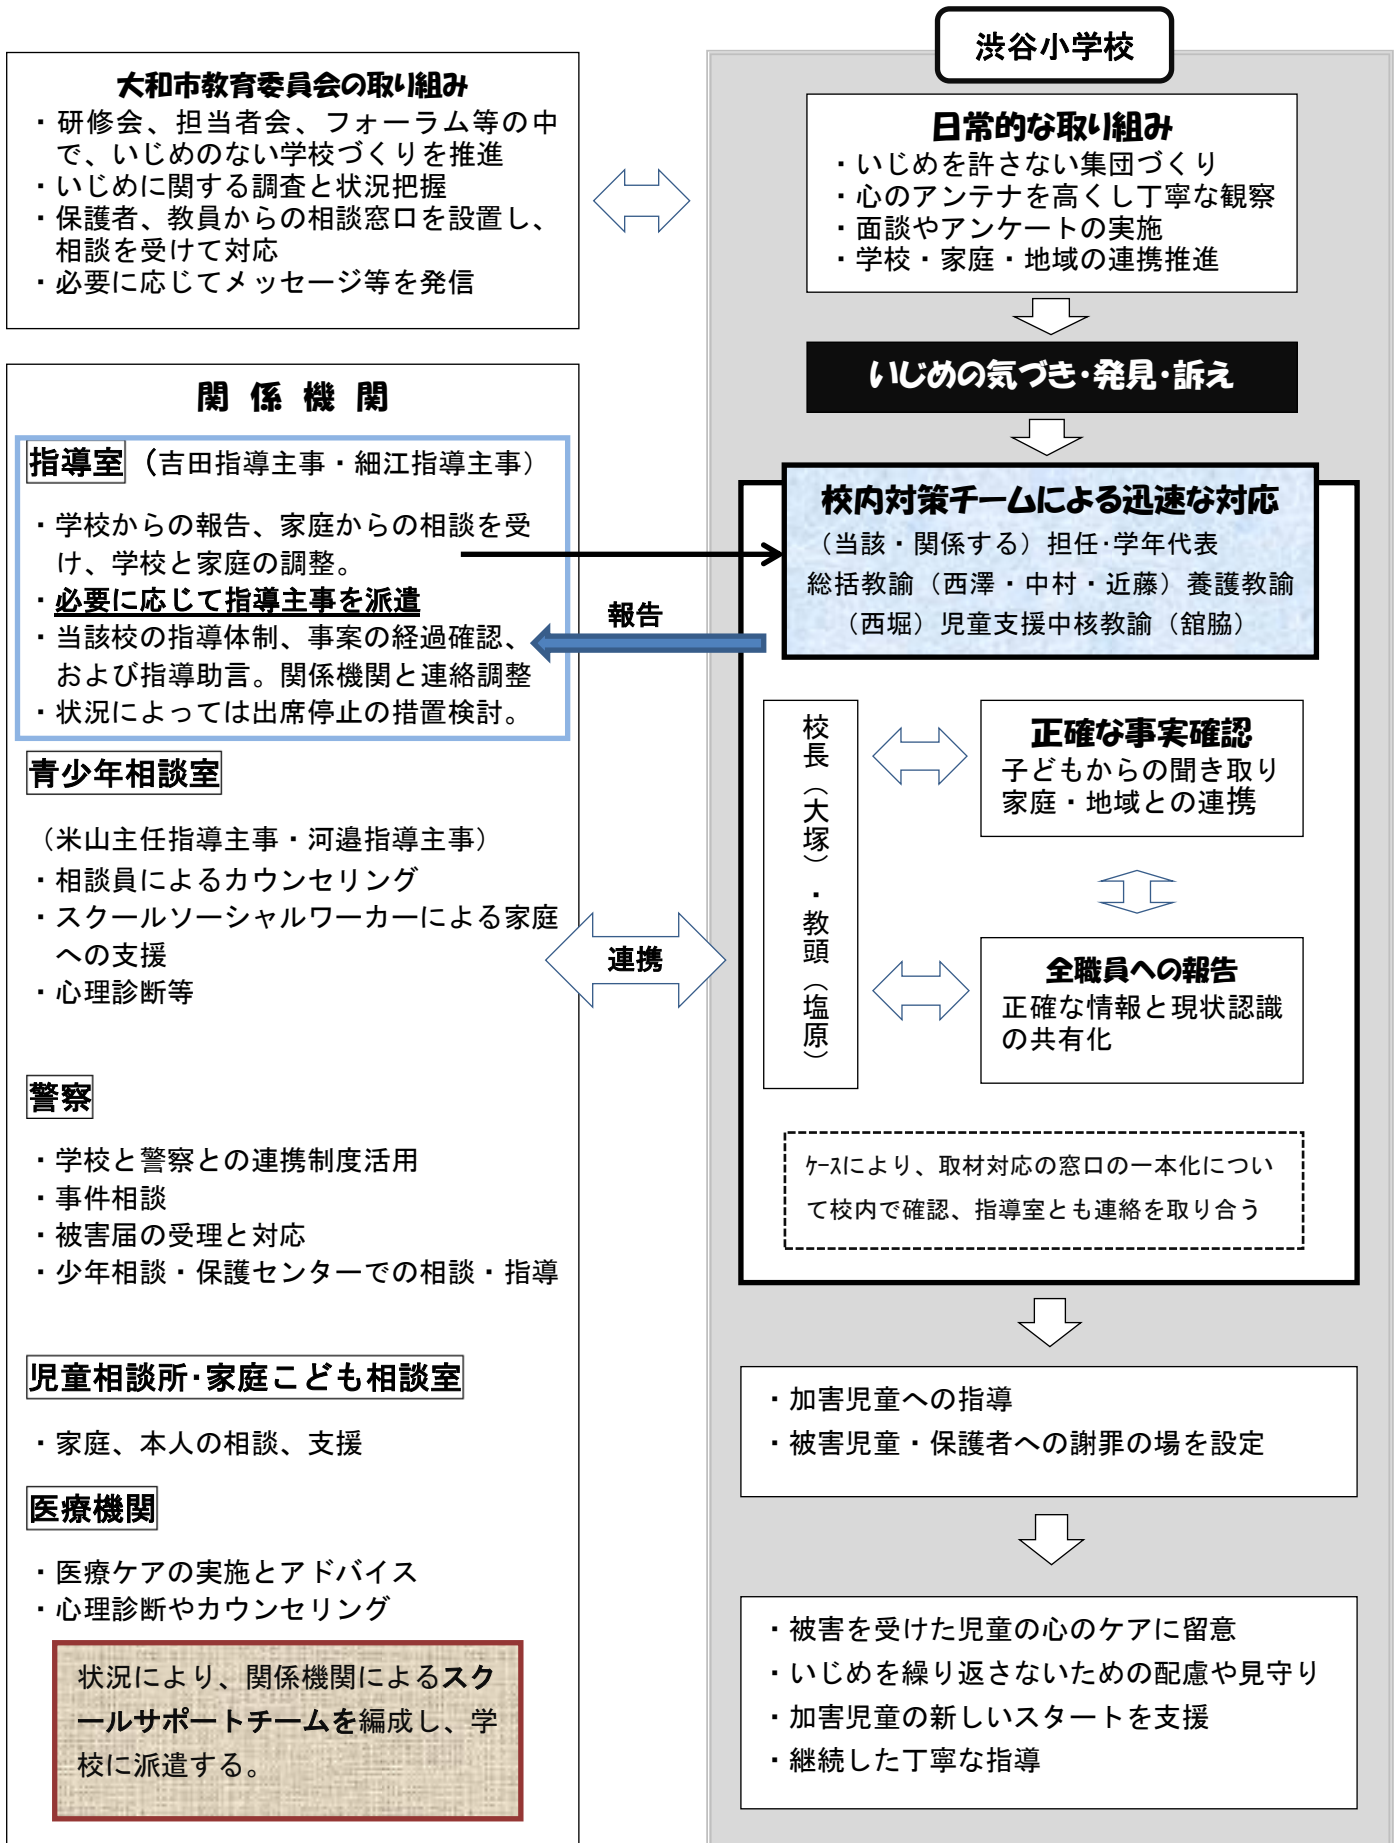 渋谷小学校
大和市教育委員会の取り組み
・研修会、担当者会、フォーラム等の中
で、いじめのない学校づくりを推進
・いじめに関する調査と状況把握
・保護者、教員からの相談窓口を設置し、
相談を受けて対応
・必要に応じてメッセージ等を発信
日常的な取り組み
・いじめを許さない集団づくり
・心のアンテナを高くし丁寧な観察
・面談やアンケートの実施
・学校・家庭・地域の連携推進
いじめの気づき・発見・訴え
関係機関
指導室（吉田指導主事・細江指導主事）
・学校からの報告、家庭からの相談を受
け、学校と家庭の調整。
・必要に応じて指導主事を派遣
・当該校の指導体制、事案の経過確認、
および指導助言。関係機関と連絡調整
・状況によっては出席停止の措置検討。
報告
校内対策チームによる迅速な対応
（当該・関係する）担任・学年代表
総括教諭（西澤・中村・近藤）養護教諭
（西堀）児童支援中核教諭（舘脇）
校長（大塚）・教頭（塩原）
正確な事実確認
子どもからの聞き取り
家庭・地域との連携
全職員への報告
正確な情報と現状認識
の共有化
ｹｰｽにより、取材対応の窓口の一本化につい
て校内で確認、指導室とも連絡を取り合う
青少年相談室
（米山主任指導主事・河邉指導主事）
・相談員によるカウンセリング
・スクールソーシャルワーカーによる家庭
への支援
・心理診断等
連携
警察
・学校と警察との連携制度活用
・事件相談
・被害届の受理と対応
・少年相談・保護センターでの相談・指導
児童相談所・家庭こども相談室
・家庭、本人の相談、支援
医療機関
・医療ケアの実施とアドバイス
・心理診断やカウンセリング
状況により、関係機関によるスク
ールサポートチームを編成し、学
校に派遣する。
・加害児童への指導
・被害児童・保護者への謝罪の場を設定
・被害を受けた児童の心のケアに留意
・いじめを繰り返さないための配慮や見守り
・加害児童の新しいスタートを支援
・継続した丁寧な指導